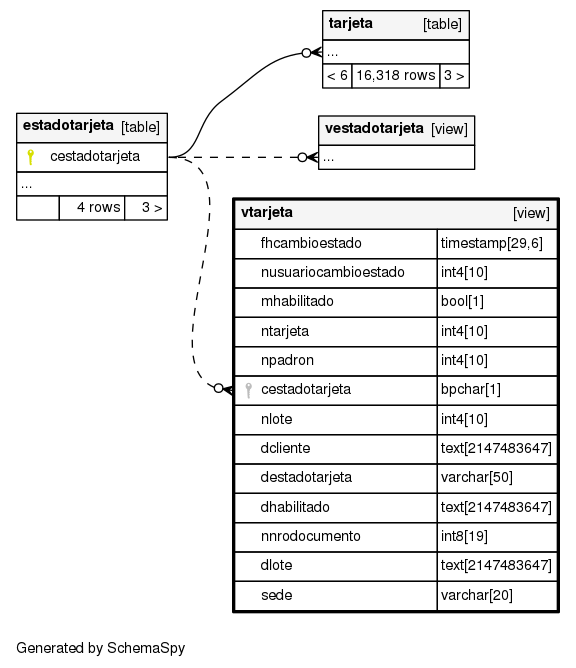 tarjeta [table]
...
< 6 16,318 rows 3 >
estadotarjeta [table]
cestadotarjeta
...
4 rows 3 >
vestadotarjeta [view]
...
vtarjeta [view]
fhcambioestado timestamp[29,6]
nusuariocambioestado int4[10]
mhabilitado bool[1]
ntarjeta int4[10]
npadron int4[10]
cestadotarjeta bpchar[1]
nlote int4[10]
dcliente text[2147483647]
destadotarjeta varchar[50]
dhabilitado text[2147483647]
nnrodocumento int8[19]
dlote text[2147483647]
sede varchar[20]
Generated by SchemaSpy